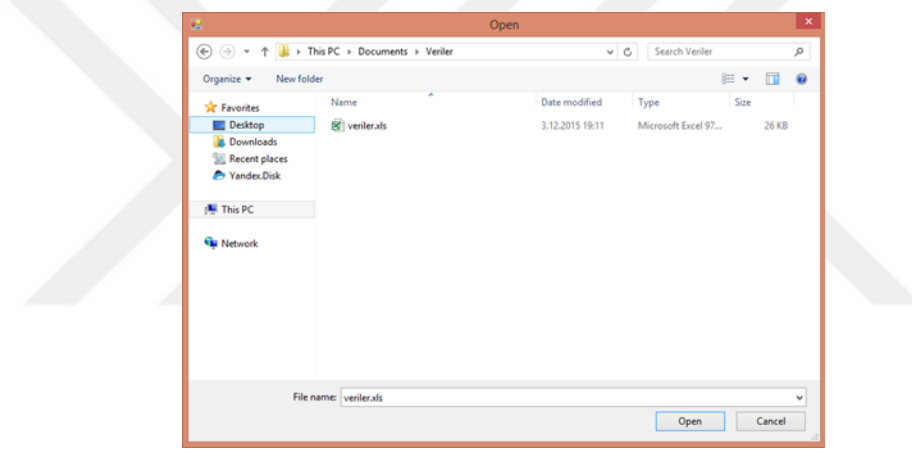 Open
This PC Documents Veriler Search Veriler
Organize New folder
Name Date modified Type Size
Favorites
Desktop
veriler.xls 3.12.2015 19:11 Microsoft Excel 97... 26 KB
Downloads
Recent places
Yandex.Disk
This PC
Network
File name: veriler.xls
Open Cancel